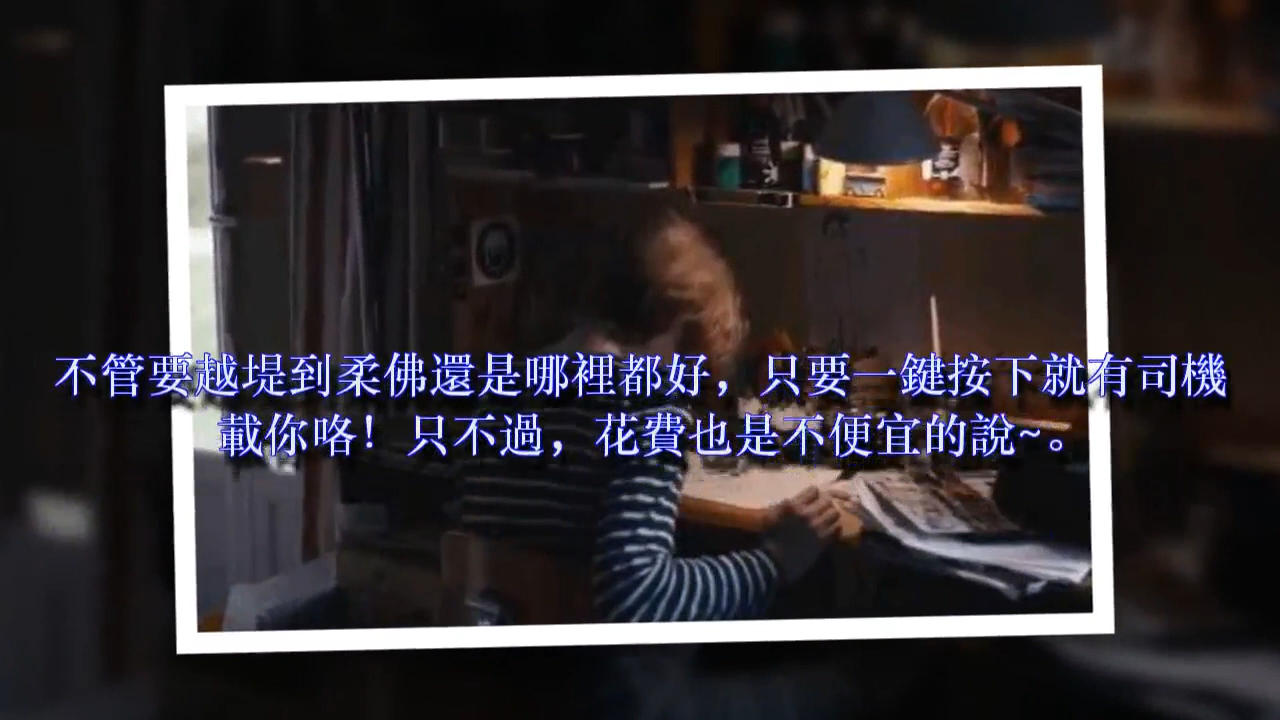 不管要越堤到柔佛還是哪裡都好，只要一鍵按下就有司機
載你咯！只不過，花費也是不便宜的說~。